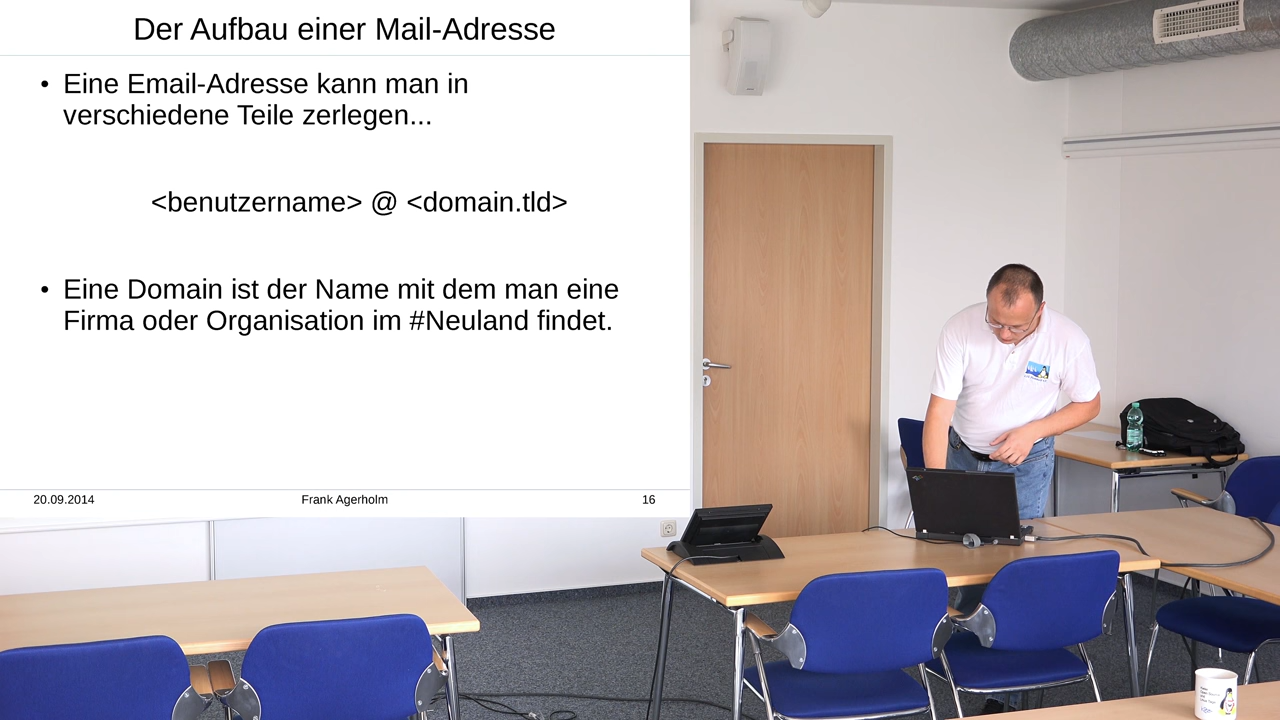 Der Aufbau einer Mail-Adresse
• Eine Email-Adresse kann man in
verschiedene Teile zerlegen...
<benutzername> @ <domain.tld>
• Eine Domain ist der Name mit dem man eine
Firma oder Organisation im #Neuland findet.
20.09.2014 Frank Agerholm 16